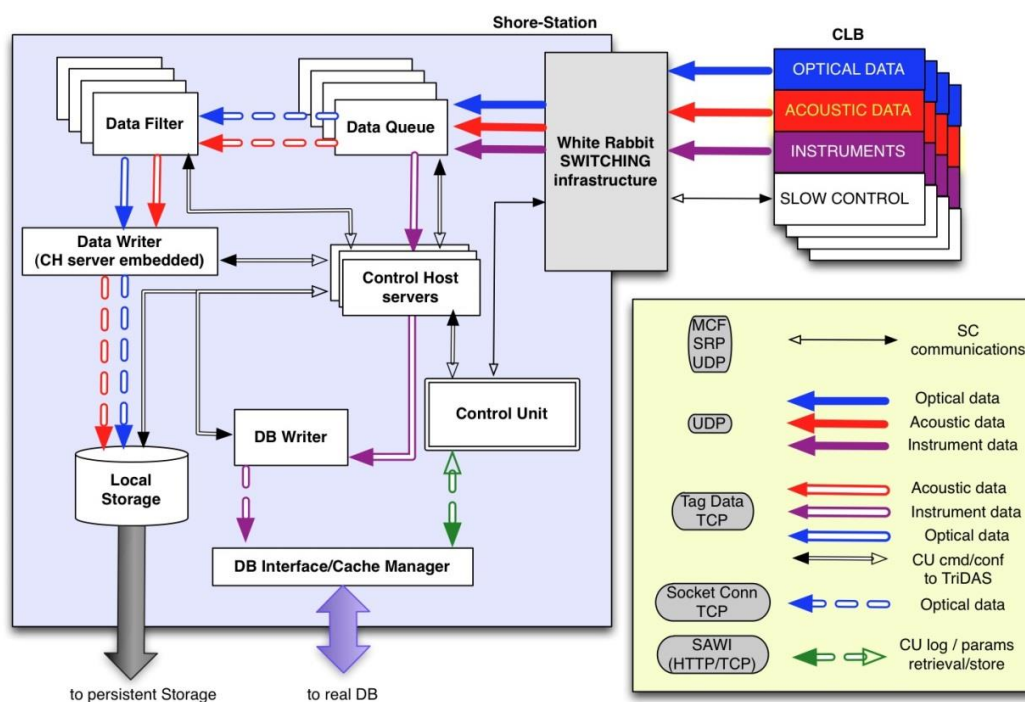 Shore-Station
CLB
OPTICAL DATA
ACOUSTIC DATA
INSTRUMENTS
SLOW CONTROL
White Rabbit
SWITCHING
infrastructure
Data Queue
Data Filter
Data Writer
(CH server embedded)
Control Host
servers
Control Unit
DB Writer
Local
Storage
DB Interface/Cache Manager
to persistent Storage
to real DB
MCF
SRP
UDP
SC
communications
UDP
Optical data
Acoustic data
Instrument data
Tag Data
TCP
Acoustic data
Instrument data
Optical data
CU cmd/conf
to TriDAS
Socket Conn
TCP
Optical data
SAWI
(HTTP/TCP)
CU log / params
retrieval/store